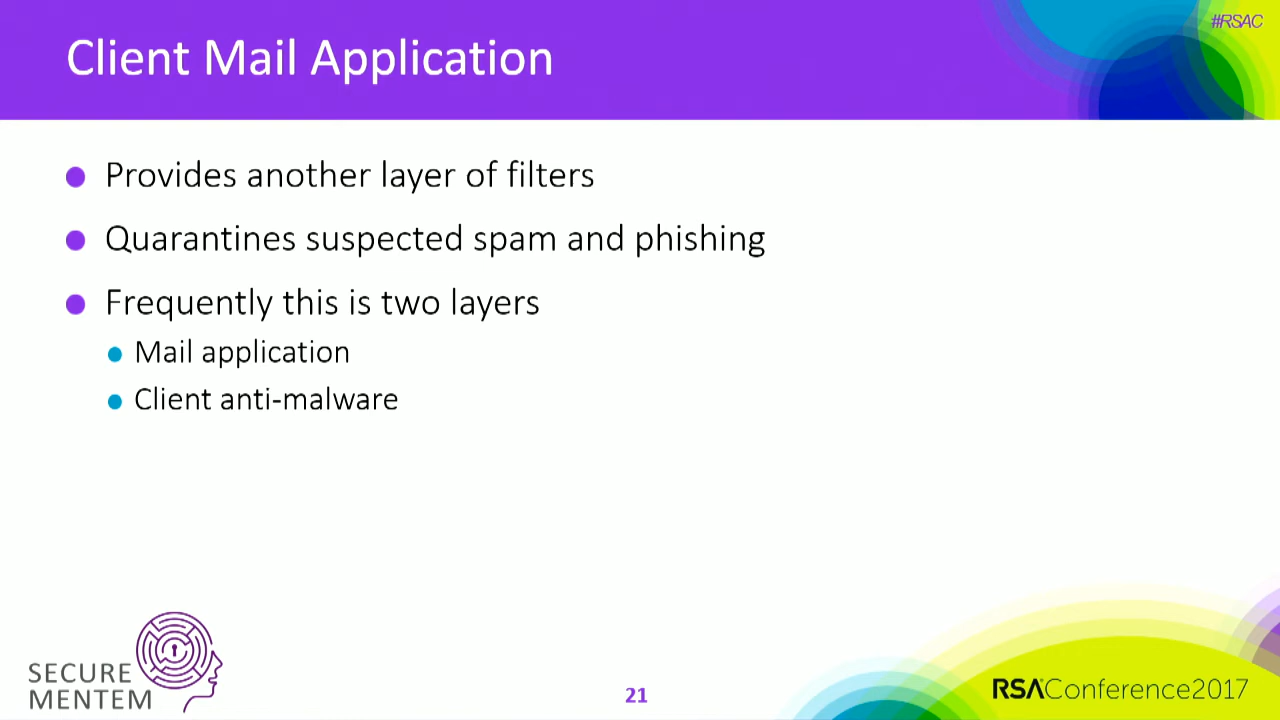 #RSAC
Client Mail Application
Provides another layer of filters
Quarantines suspected spam and phishing
Frequently this is two layers
Mail application
Client anti-malware
SECURE
MENTEM
21
RSAConference2017